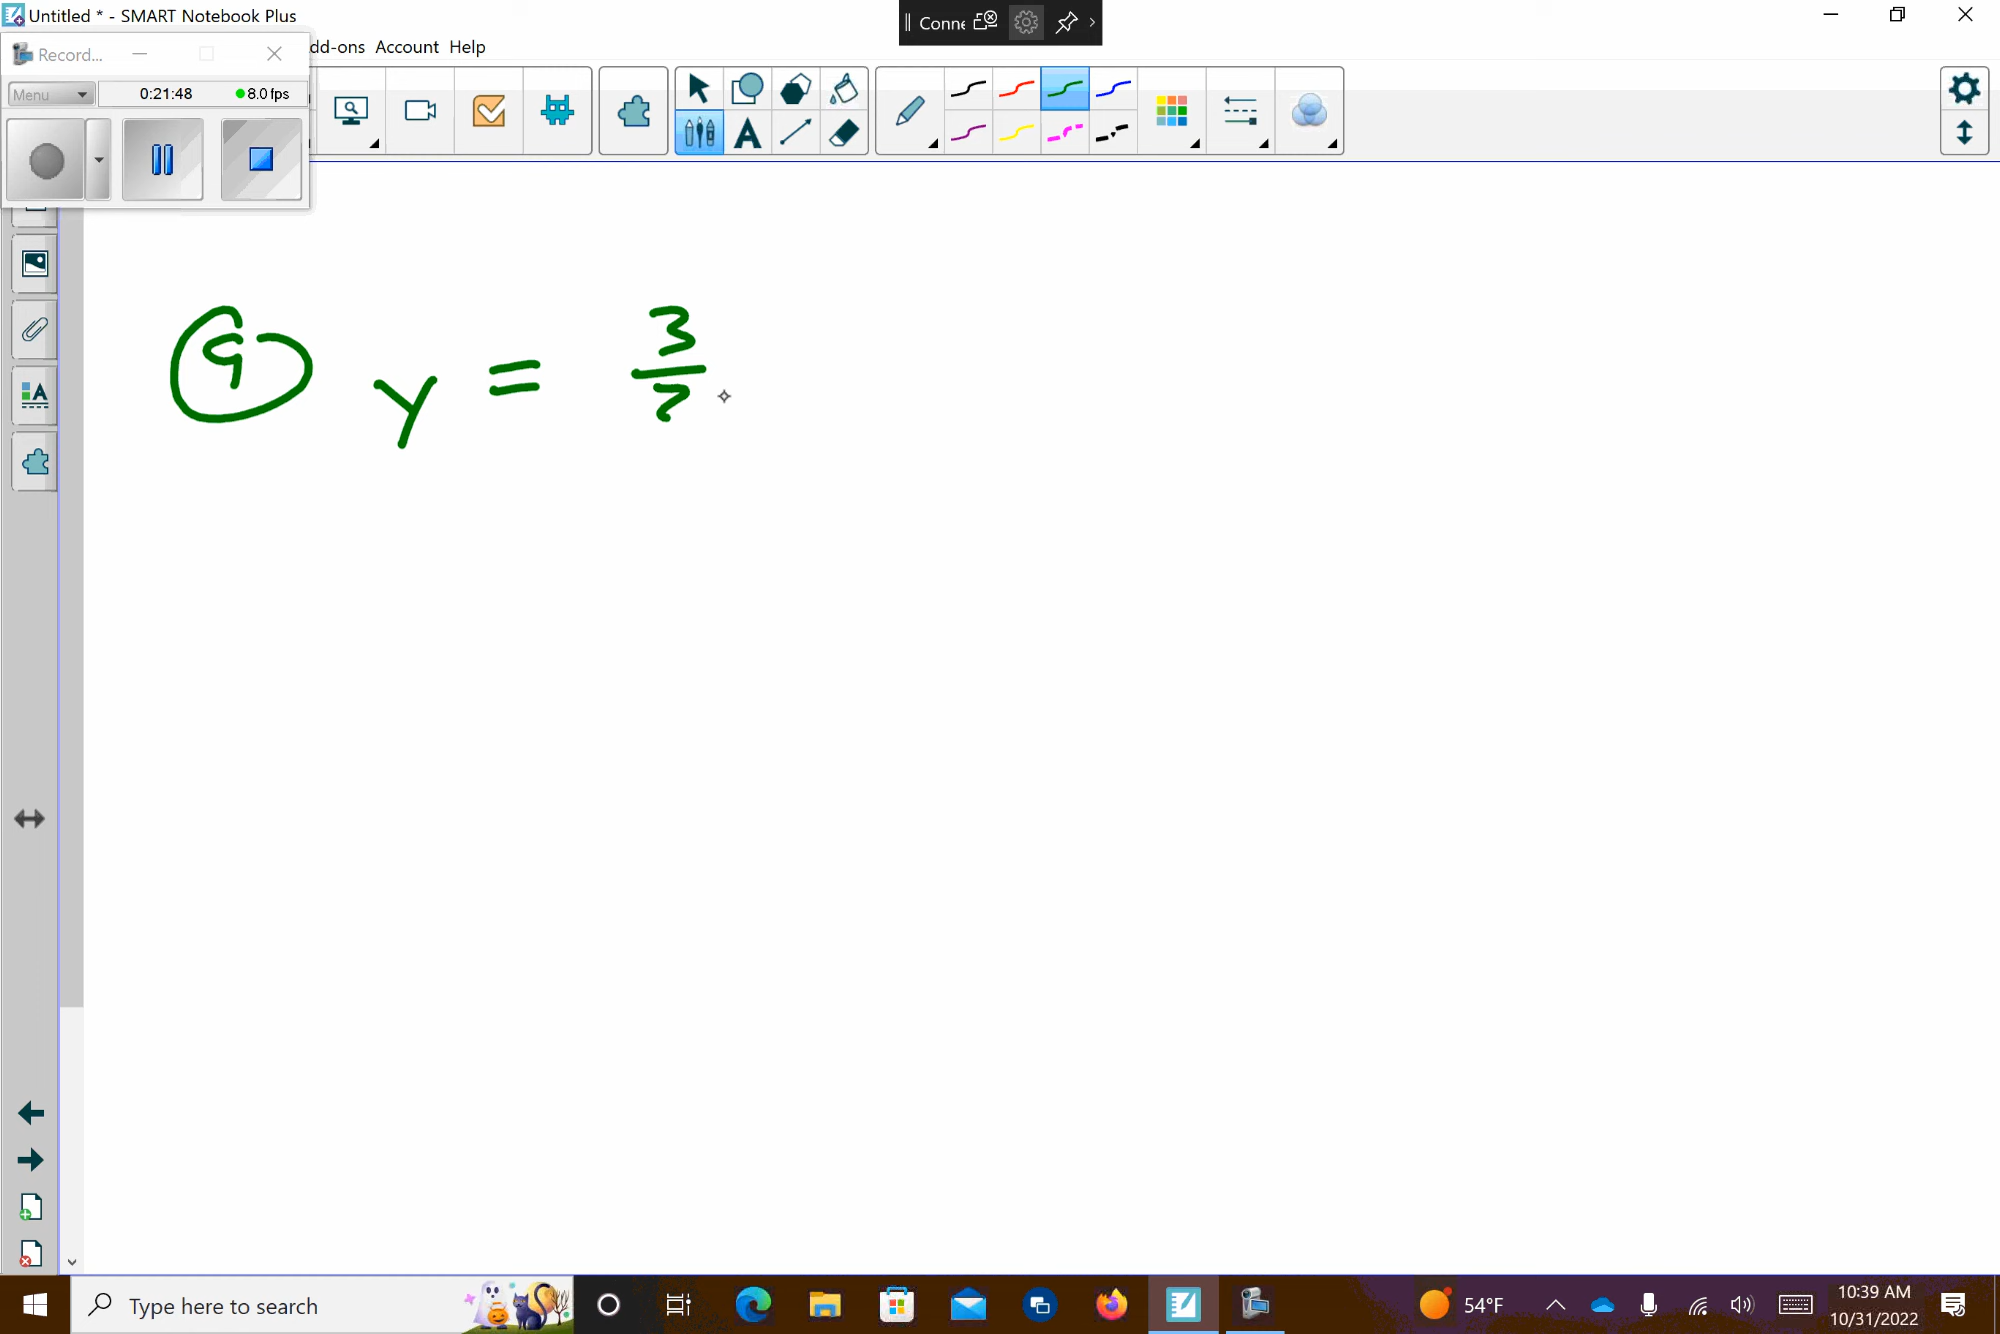 Untitled * - SMART Notebook Plus
Conne
Record...
dd-ons Account Help
Menu 0:21:48 8.0 fps
A
A
9 y = 3
Type here to search
54°F
10:39 AM
10/31/2022